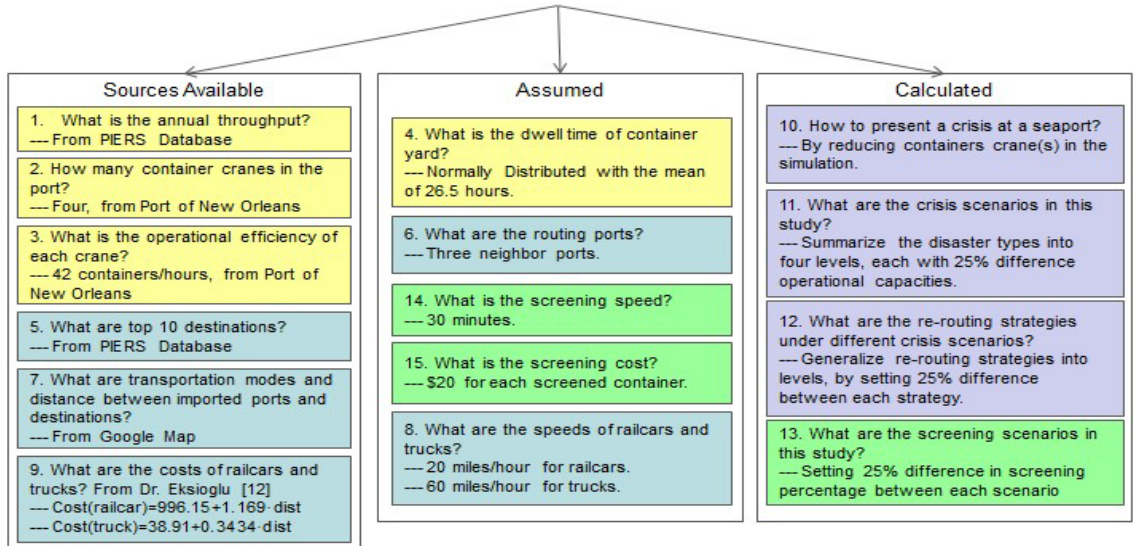 Sources Available
1. What is the annual throughput?
--- From PIERS Database
2. How many container cranes in the
port?
--- Four, from Port of New Orleans
3. What is the operational efficiency of
each crane?
--- 42 containers/hours, from Port of
New Orleans
5. What are top 10 destinations?
--- From PIERS Database
7. What are transportation modes and
distance between imported ports and
destinations?
--- From Google Map
9. What are the costs of railcars and
trucks? From Dr. Eksioglu [12]
--- Cost(railcar)=996.15+1.169·dist
--- Cost(truck)=38.91+0.3434·dist
Assumed
4. What is the dwell time of container
yard?
--- Normally Distributed with the mean
of 26.5 hours.
6. What are the routing ports?
--- Three neighbor ports.
14. What is the screening speed?
--- 30 minutes.
15. What is the screening cost?
--- $20 for each screened container.
8. What are the speeds of railcars and
trucks?
--- 20 miles/hour for railcars.
--- 60 miles/hour for trucks.
Calculated
10. How to present a crisis at a seaport?
--- By reducing containers crane(s) in the
simulation.
11. What are the crisis scenarios in this
study?
--- Summarize the disaster types into
four levels, each with 25% difference
operational capacities.
12. What are the re-routing strategies
under different crisis scenarios?
--- Generalize re-routing strategies into
levels, by setting 25% difference
between each strategy.
13. What are the screening scenarios in
this study?
--- Setting 25% difference in screening
percentage between each scenario